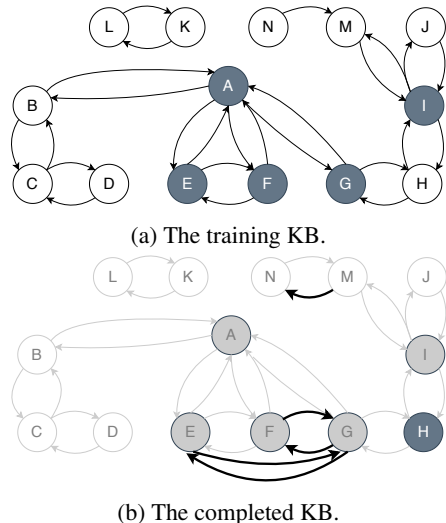 L K N M J
A I
B
C D E F G H
(a) The training KB.
L K N M J
A I
B
C D E F G H
(b) The completed KB.